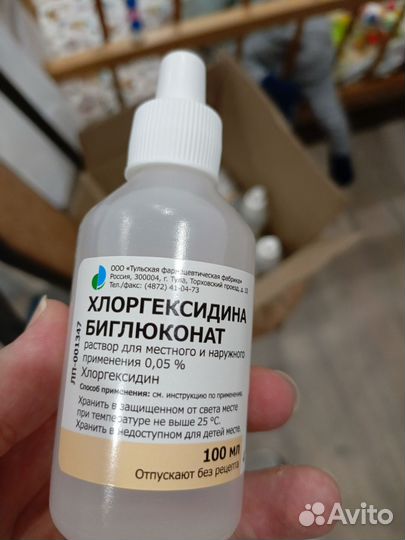 ООО «Тульская фармацевтическая фабрика»
Россия, 300004, г. Тула, Торховский проезд, д. 10
Тел./факс: (4872) 41-04-73
ХЛОРГЕКСИДИНА
БИГЛЮКОНАТ
раствор для местного и наружного
применения 0,05 %
Хлоргексидин
Способ применения: см. инструкцию по применению.
Хранить в защищенном от света месте
при температуре не выше 25 °С.
Хранить в недоступном для детей месте.
100 мл
Отпускают без рецепта
ЛП-001347
Avito